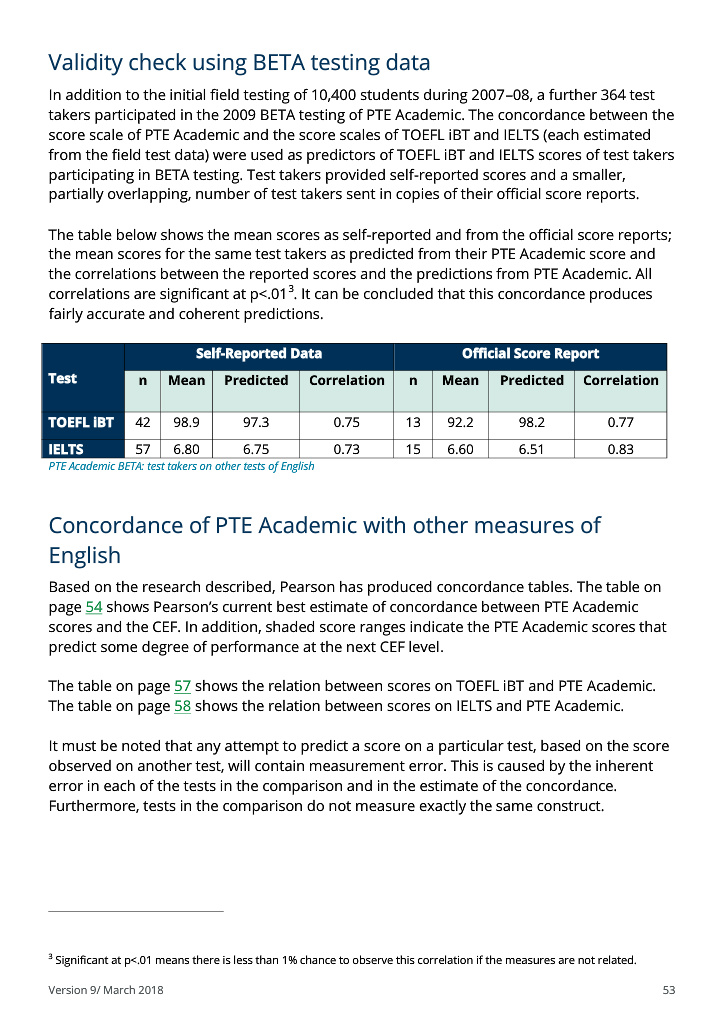 Validity check using BETA testing data
In addition to the initial field testing of 10,400 students during 2007–08, a further 364 test
takers participated in the 2009 BETA testing of PTE Academic. The concordance between the
score scale of PTE Academic and the score scales of TOEFL iBT and IELTS (each estimated
from the field test data) were used as predictors of TOEFL iBT and IELTS scores of test takers
participating in BETA testing. Test takers provided self-reported scores and a smaller,
partially overlapping, number of test takers sent in copies of their official score reports.
The table below shows the mean scores as self-reported and from the official score reports;
the mean scores for the same test takers as predicted from their PTE Academic score and
the correlations between the reported scores and the predictions from PTE Academic. All
correlations are significant at p<.01³. It can be concluded that this concordance produces
fairly accurate and coherent predictions.
Self-Reported Data Official Score Report
Test n Mean Predicted Correlation n Mean Predicted Correlation
TOEFL iBT 42 98.9 97.3 0.75 13 92.2 98.2 0.77
IELTS 57 6.80 6.75 0.73 15 6.60 6.51 0.83
PTE Academic BETA: test takers on other tests of English
Concordance of PTE Academic with other measures of
English
Based on the research described, Pearson has produced concordance tables. The table on
page 54 shows Pearson’s current best estimate of concordance between PTE Academic
scores and the CEF. In addition, shaded score ranges indicate the PTE Academic scores that
predict some degree of performance at the next CEF level.
The table on page 57 shows the relation between scores on TOEFL iBT and PTE Academic.
The table on page 58 shows the relation between scores on IELTS and PTE Academic.
It must be noted that any attempt to predict a score on a particular test, based on the score
observed on another test, will contain measurement error. This is caused by the inherent
error in each of the tests in the comparison and in the estimate of the concordance.
Furthermore, tests in the comparison do not measure exactly the same construct.
³ Significant at p<.01 means there is less than 1% chance to observe this correlation if the measures are not related.
Version 9/ March 2018 53